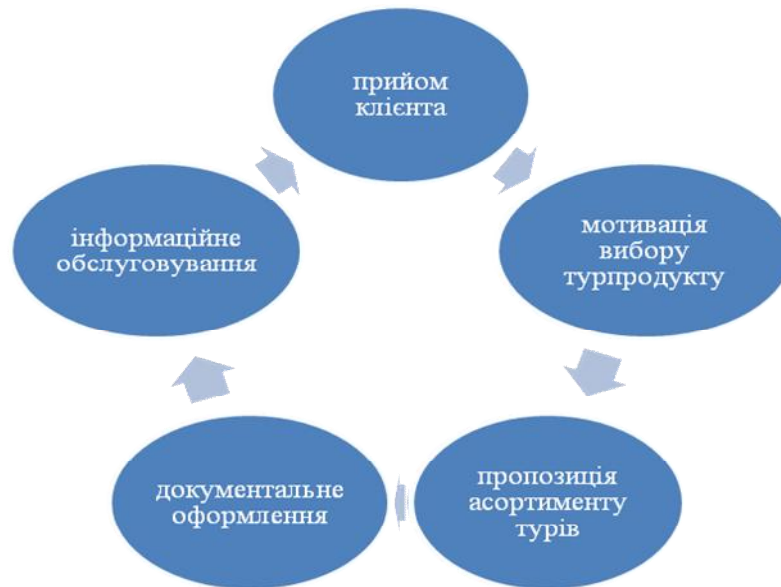 прийом
клієнта
мотивація
вибору
турпродукту
пропозиція
асортименту
турів
документальне
оформлення
інформаційне
обслуговування